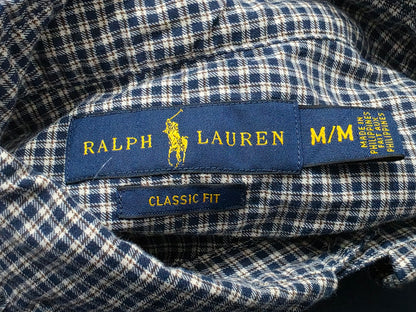 RALPH LAUREN
M/M
MADE IN
PHILIPPINES
FAIT AUX
PHILIPPINES
CLASSIC FIT